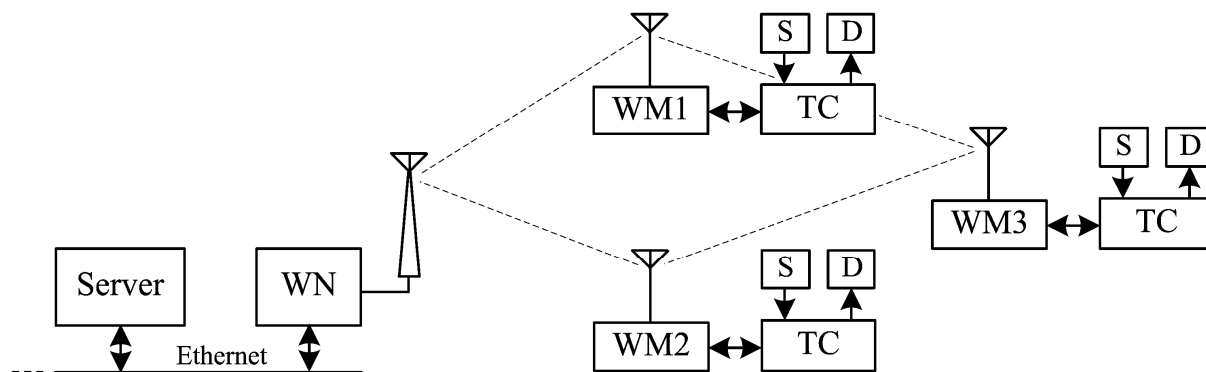 S D
WM1 TC
S D
WM3 TC
Server WN
S D
WM2 TC
Ethernet